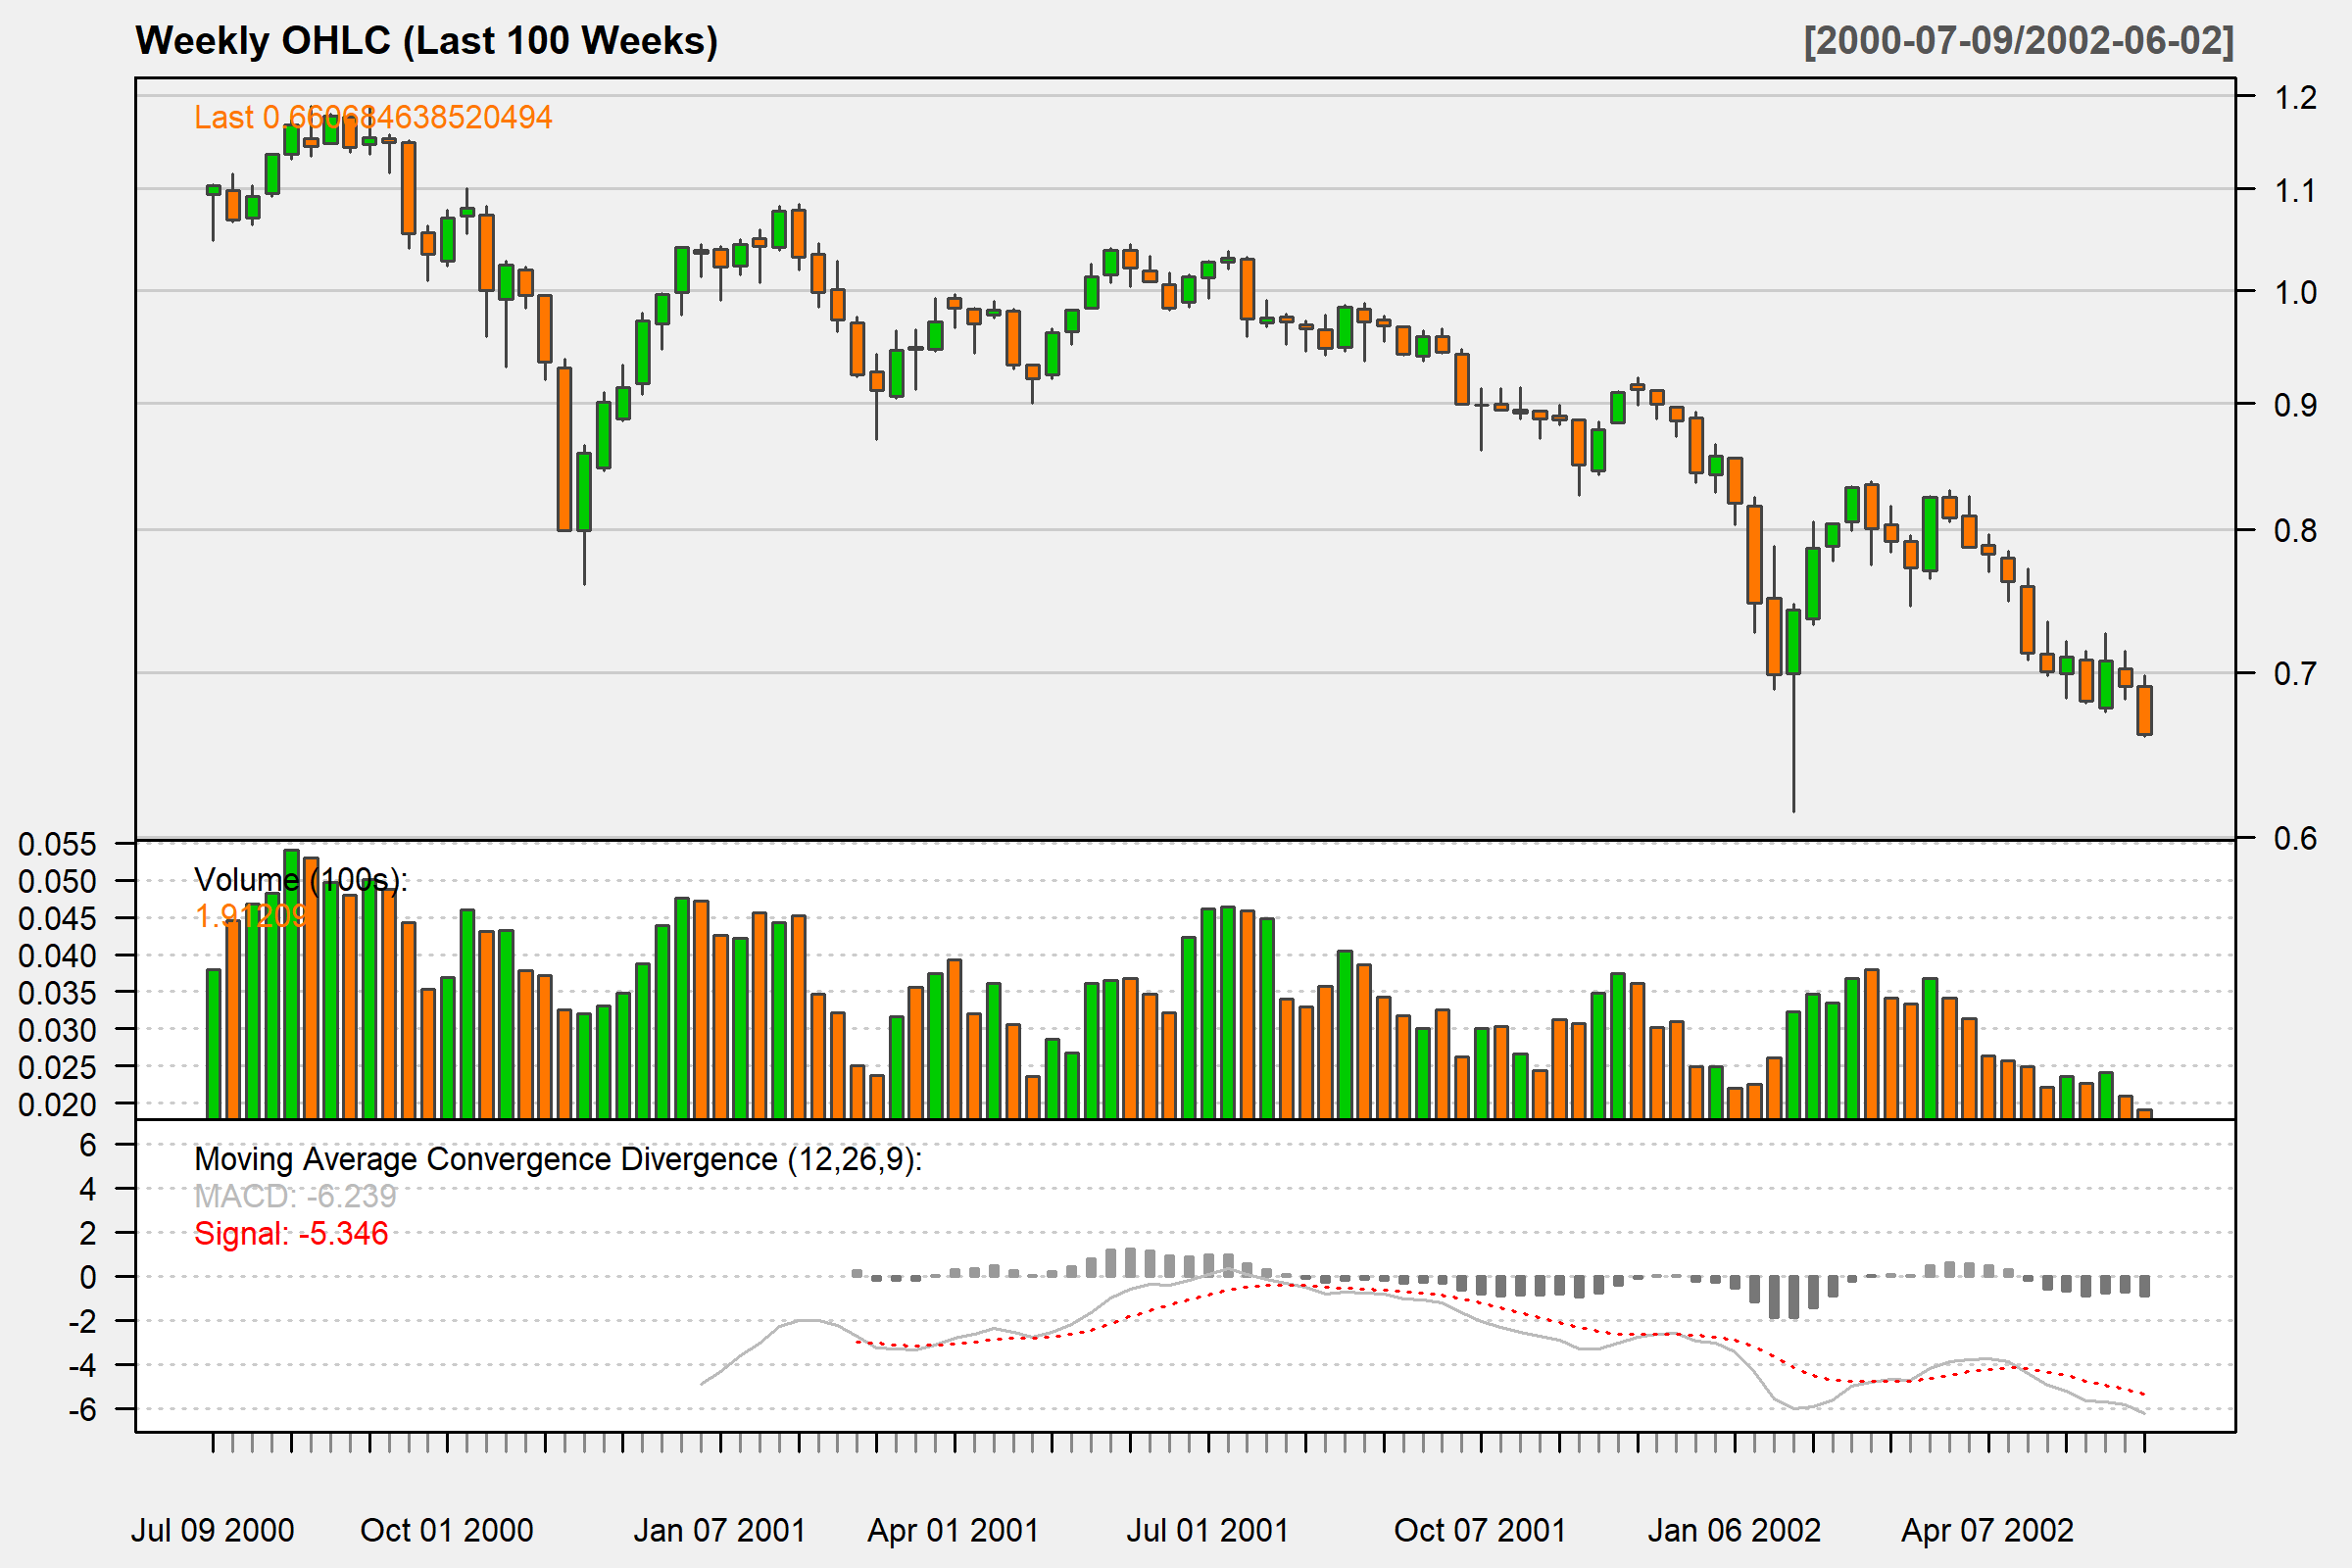 Weekly OHLC (Last 100 Weeks)
[2000-07-09/2002-06-02]
Last 0.660684638520494
1.2
1.1
1.0
0.9
0.8
0.7
0.6
0.055
0.050
0.045
0.040
0.035
0.030
0.025
0.020
Volume (100s):
1.91209
6
4
2
0
-2
-4
-6
Moving Average Convergence Divergence (12,26,9):
MACD: -6.239
Signal: -5.346
Jul 09 2000
Oct 01 2000
Jan 07 2001
Apr 01 2001
Jul 01 2001
Oct 07 2001
Jan 06 2002
Apr 07 2002